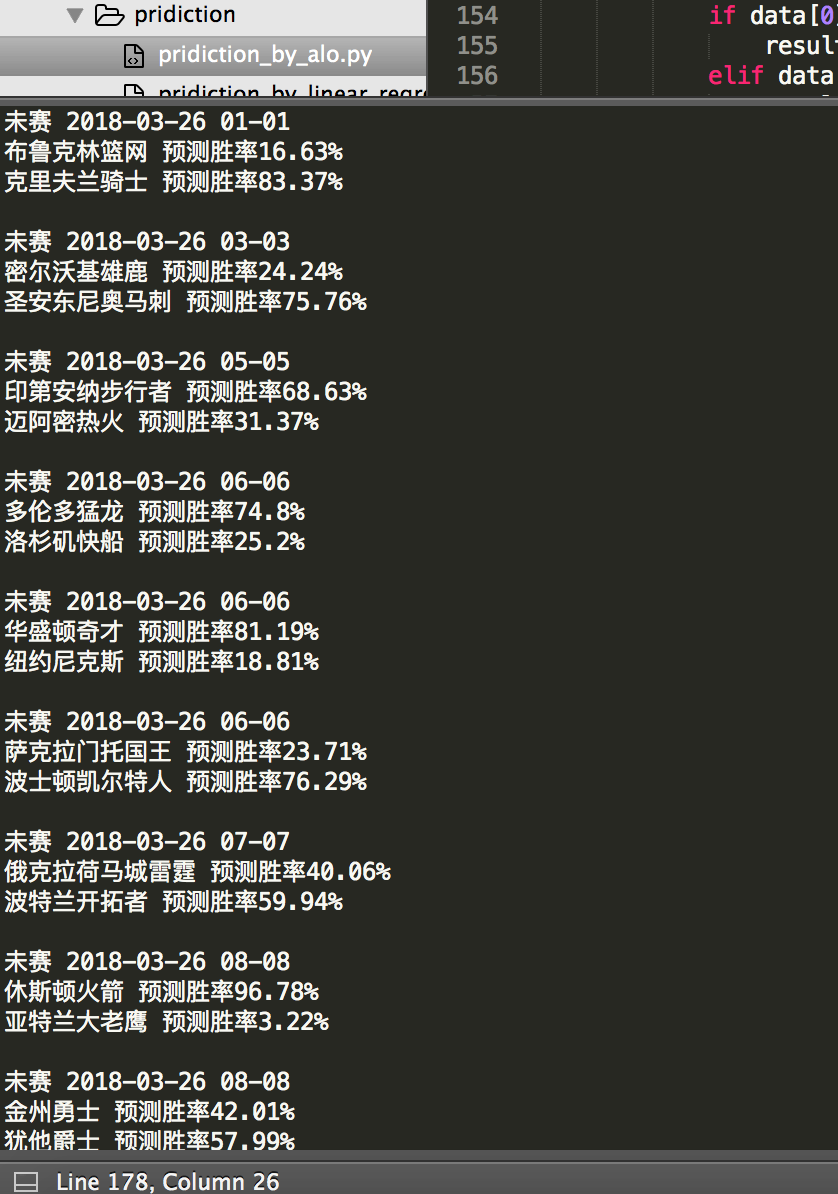 pridiction
pridiction_by_alo.py
pridiction_by_linear_regre
154 if data[0]
155 resul
156 elif data
未赛 2018-03-26 01-01
布鲁克林篮网 预测胜率16.63%
克里夫兰骑士 预测胜率83.37%
未赛 2018-03-26 03-03
密尔沃基雄鹿 预测胜率24.24%
圣安东尼奥马刺 预测胜率75.76%
未赛 2018-03-26 05-05
印第安纳步行者 预测胜率68.63%
迈阿密热火 预测胜率31.37%
未赛 2018-03-26 06-06
多伦多猛龙 预测胜率74.8%
洛杉矶快船 预测胜率25.2%
未赛 2018-03-26 06-06
华盛顿奇才 预测胜率81.19%
纽约尼克斯 预测胜率18.81%
未赛 2018-03-26 06-06
萨克拉门托国王 预测胜率23.71%
波士顿凯尔特人 预测胜率76.29%
未赛 2018-03-26 07-07
俄克拉荷马城雷霆 预测胜率40.06%
波特兰开拓者 预测胜率59.94%
未赛 2018-03-26 08-08
休斯顿火箭 预测胜率96.78%
亚特兰大老鹰 预测胜率3.22%
未赛 2018-03-26 08-08
金州勇士 预测胜率42.01%
犹他爵士 预测胜率57.99%
Line 178, Column 26